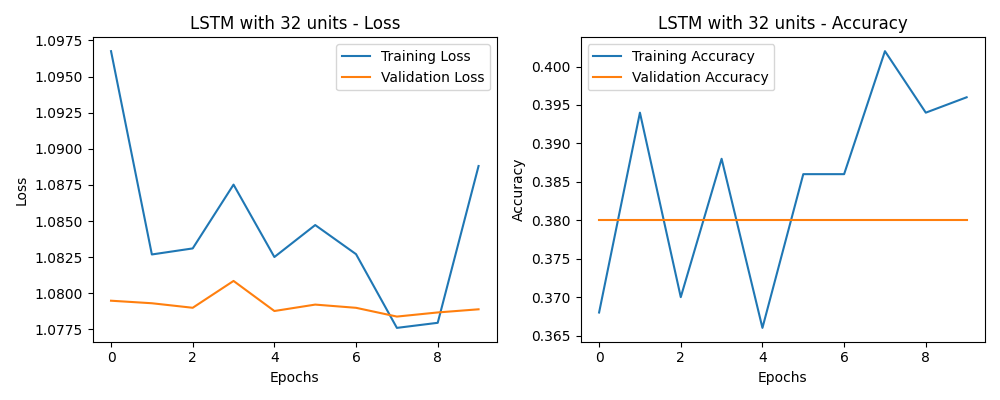 LSTM with 32 units - Loss
1.0975
1.0950
1.0925
1.0900
1.0875
1.0850
1.0825
1.0800
1.0775
Loss
Training Loss
Validation Loss
0
2
4
6
8
Epochs
LSTM with 32 units - Accuracy
0.400
0.395
0.390
0.385
0.380
0.375
0.370
0.365
Accuracy
Training Accuracy
Validation Accuracy
0
2
4
6
8
Epochs